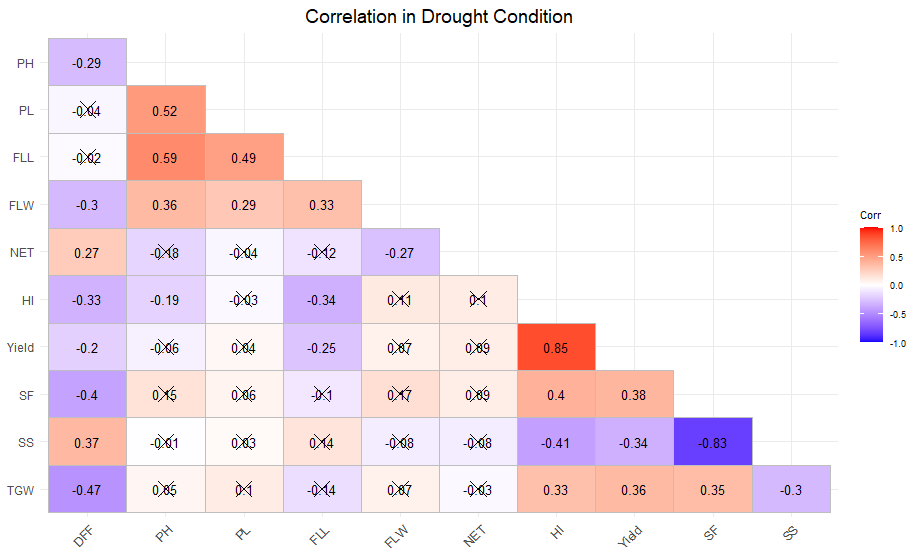 Correlation in Drought Condition
PH -0.29
PL -0.04 0.52
FLL -0.02 0.59 0.49
FLW -0.3 0.36 0.29 0.33
NET 0.27 -0.18 -0.04 -0.12 -0.27
HI -0.33 -0.19 -0.03 -0.34 0.11 0.1
Yield -0.2 -0.06 0.04 -0.25 0.07 0.09 0.85
SF -0.4 0.15 0.06 -0.1 0.17 0.09 0.4 0.38
SS 0.37 -0.01 0.03 0.14 -0.08 -0.08 -0.41 -0.34 -0.83
TGW -0.47 0.05 0.1 -0.14 0.07 -0.03 0.33 0.36 0.35 -0.3
DFF PH PL FLL FLW NET HI Yield SF SS
Corr
1.0
0.5
0.0
-0.5
-1.0